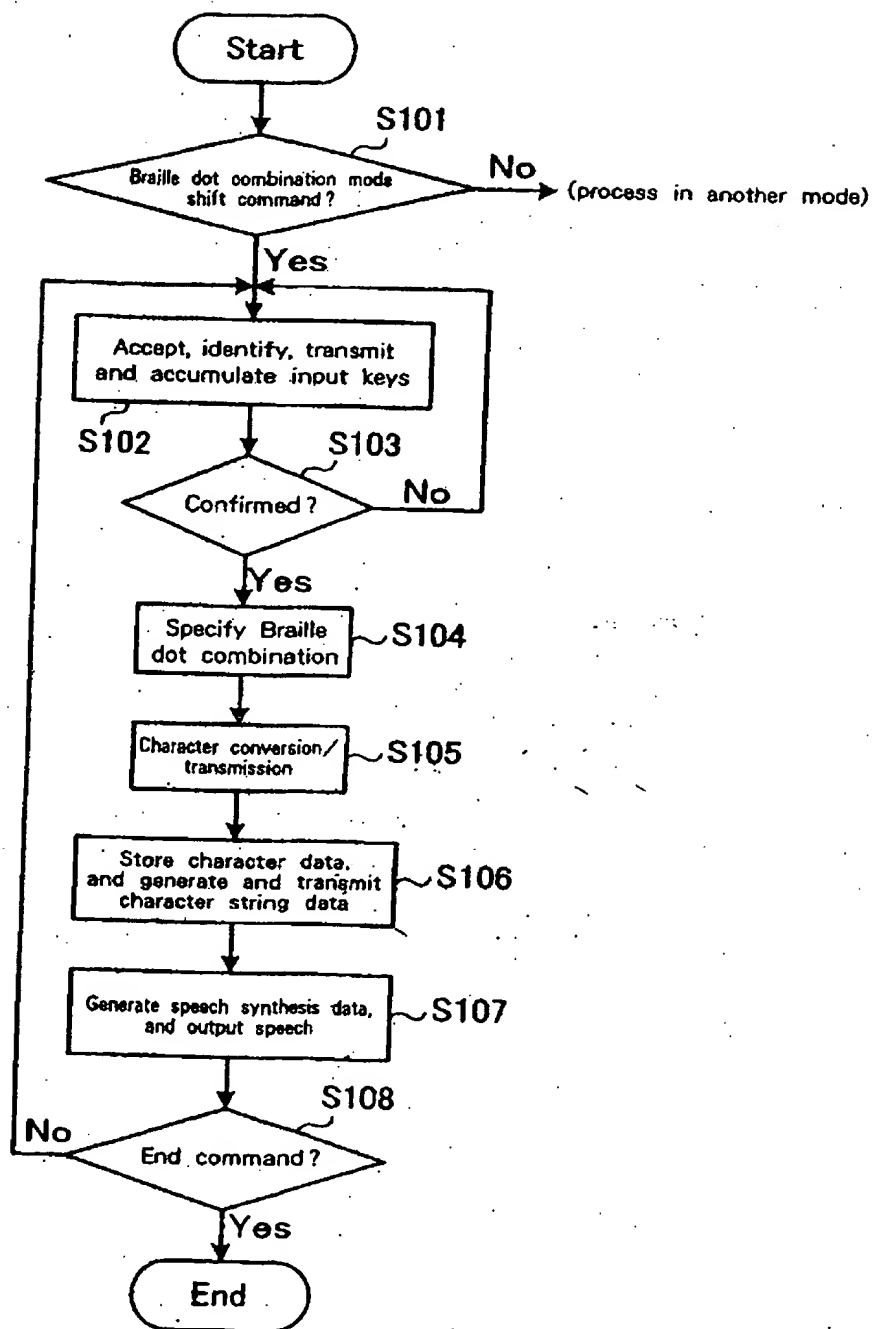 Start
S101
Braille dot combination mode
shift command?
No
(process in another mode)
Yes
Accept, identify, transmit
and accumulate input keys
S102
S103
Confirmed?
No
Yes
Specify Braille
dot combination
S104
Character conversion/
transmission
S105
Store character data,
and generate and transmit
character string data
S106
Generate speech synthesis data,
and output speech
S107
S108
No
End command?
Yes
End